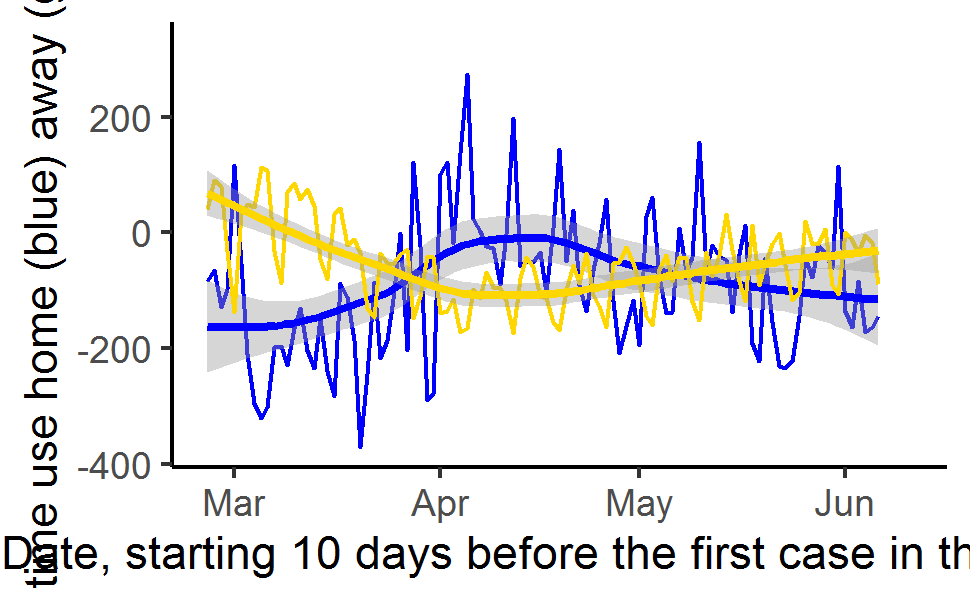 time use home (blue) away (
200
0
-200
-400
Mar Apr May Jun
Date, starting 10 days before the first case in th